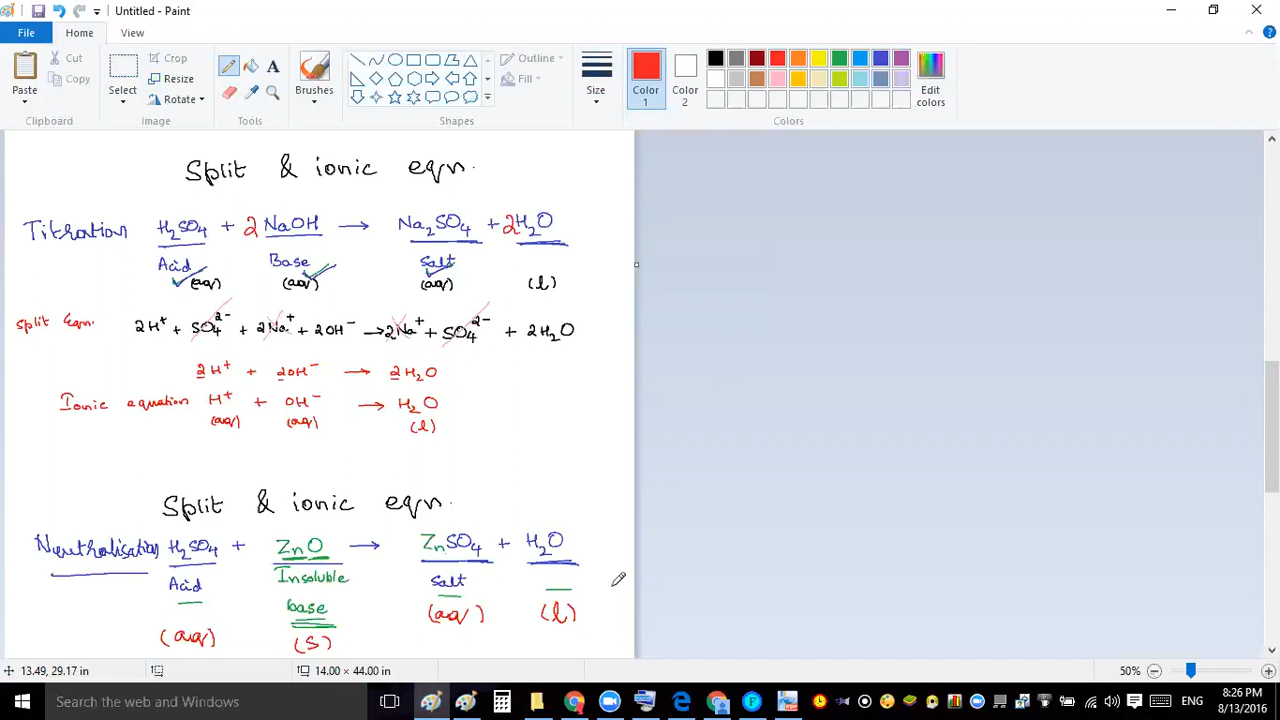 Untitled - Paint
File Home View
Cut Crop Outline
Copy Resize Fill
Paste Select Rotate Brushes Size Color 1 Color 2 Edit colors
Clipboard Image Tools Shapes Colors
Split & ionic eqn.
Titration H₂SO₄ + 2 NaOH → Na₂SO₄ + 2H₂O
Acid Base Salt
(aq) (aq) (aq) (l)
Split Eqn. 2H⁺ + SO₄²⁻ + 2Na⁺ + 2OH⁻ → 2Na⁺ + SO₄²⁻ + 2H₂O
2H⁺ + 2OH⁻ → 2H₂O
Ionic equation H⁺ + OH⁻ → H₂O
(aq) (aq) (l)
Split & ionic eqn.
Neutralisation H₂SO₄ + ZnO → ZnSO₄ + H₂O
Acid Insoluble Salt
base (aq) (l)
(aq) (s)
13.49, 29.17 in 14.00 × 44.00 in 50%
Search the web and Windows ENG 8:26 PM
8/13/2016